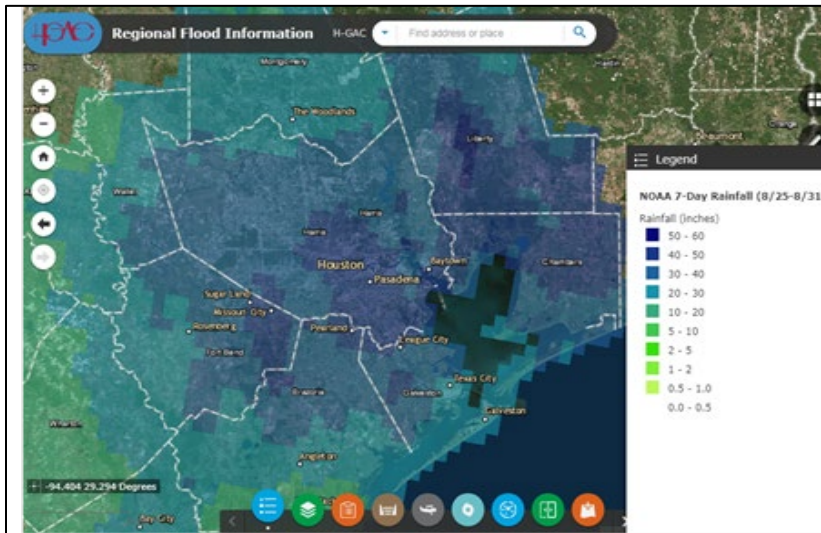 H-GAC
Regional Flood Information
H-GAC
Find address or place
Montgomery
Hardin
The Woodlands
Orange
Beaumont
Liberty
Waller
Harris
Harris
Houston
Baytown
Pasadena
Chambers
Sugar Land
Missouri City
Rosenberg
Pearland
League City
Fort Bend
Texas City
Brazoria
Galveston
Galveston
Wharton
Angleton
-94.404 29.294 Degrees
Bay City
Legend
NOAA 7-Day Rainfall (8/25-8/31
Rainfall (inches)
50 - 60
40 - 50
30 - 40
20 - 30
10 - 20
5 - 10
2 - 5
1 - 2
0.5 - 1.0
0.0 - 0.5